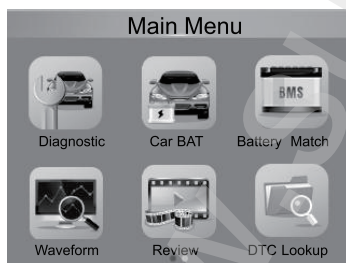 Main Menu
BMS
Diagnostic Car BAT Battery Match
Waveform Review DTC Lookup